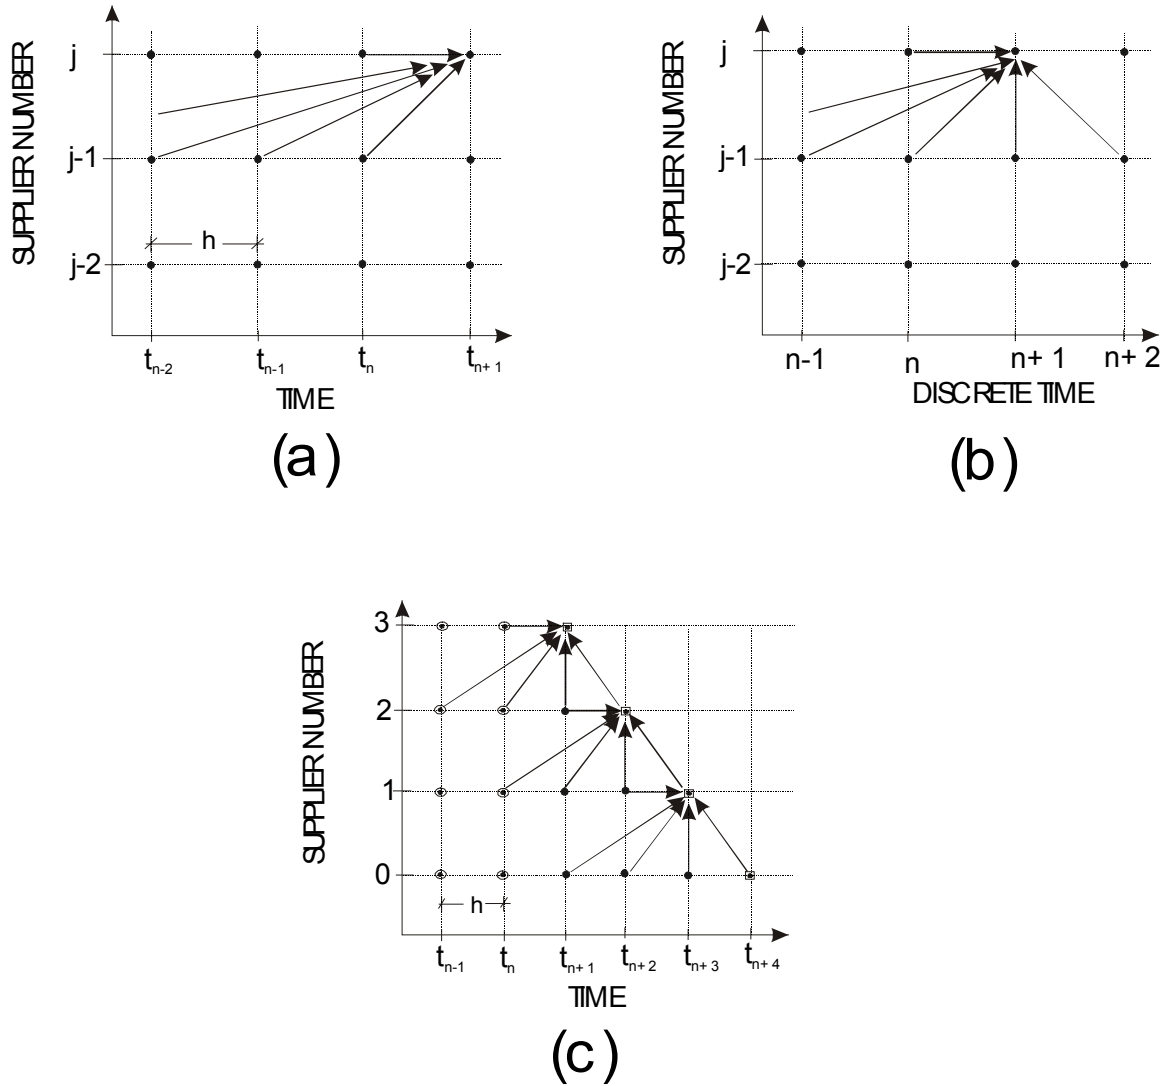 SUPPLIER NUMBER
j
j-1
j-2
h
t_{n-2} t_{n-1} t_n t_{n+1}
TIME
(a)
SUPPLIER NUMBER
j
j-1
j-2
n-1 n n+1 n+2
DISCRETE TIME
(b)
SUPPLIER NUMBER
3
2
1
0
h
t_{n-1} t_n t_{n+1} t_{n+2} t_{n+3} t_{n+4}
TIME
(c)